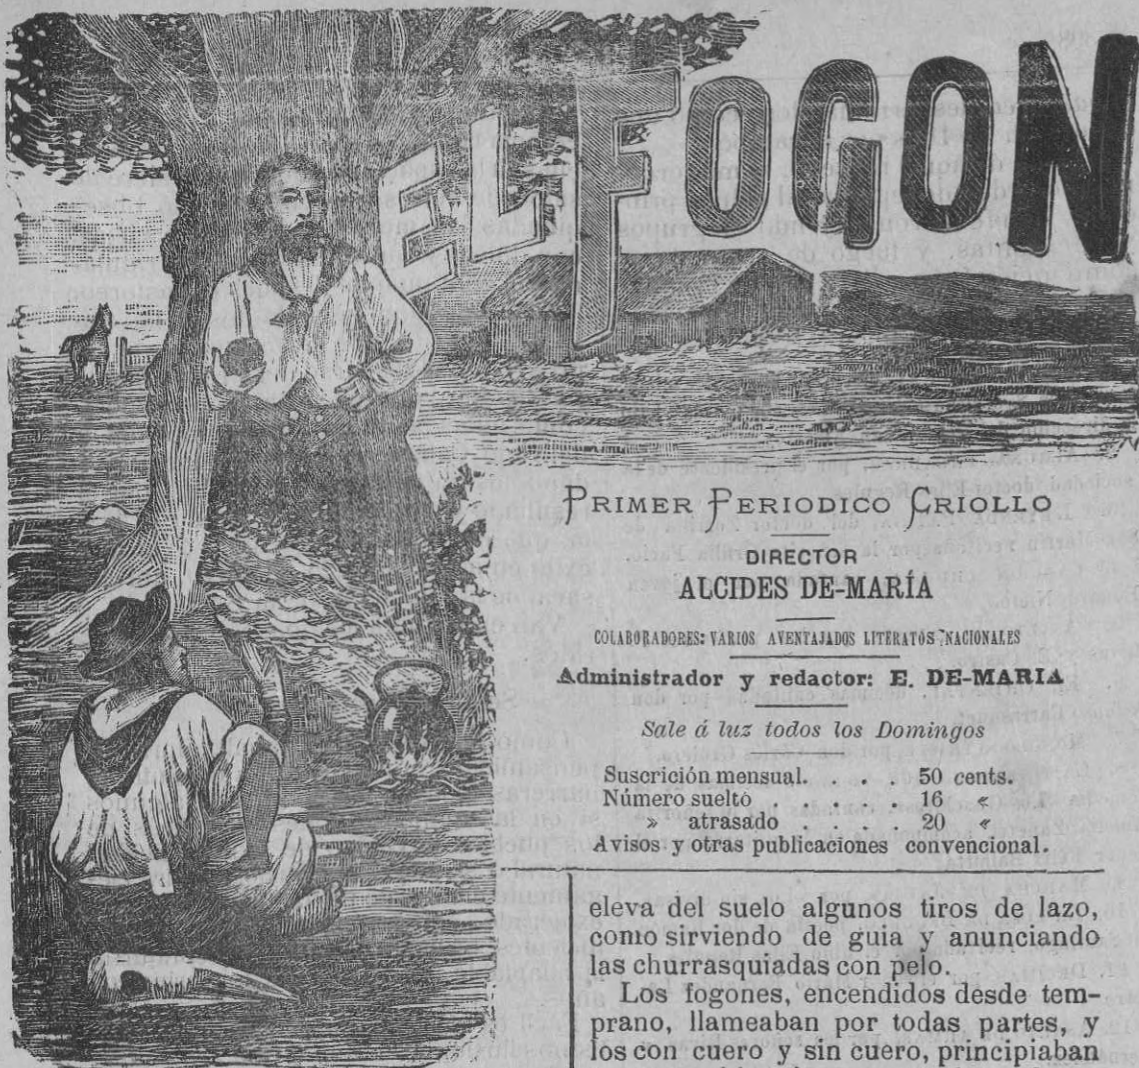 EL FOGON
PRIMER PERIODICO CRIOLLO
DIRECTOR
ALCIDES DE-MARÍA
COLABORADORES: VARIOS AVENTAJADOS LITERATOS NACIONALES
Administrador y redactor: E. DE-MARIA
Sale á luz todos los Domingos
Suscrición mensual. . . . 50 cents.
Número sueltó . . . . . 16 «
» atrasado . . . . 20 «
Avisos y otras publicaciones convencional.
eleva del suelo algunos tiros de lazo,
como sirviendo de guia y anunciando
las churrasquiadas con pelo.
Los fogones, encendidos desde tem-
prano, llameaban por todas partes, y
los con cuero y sin cuero, principiaban